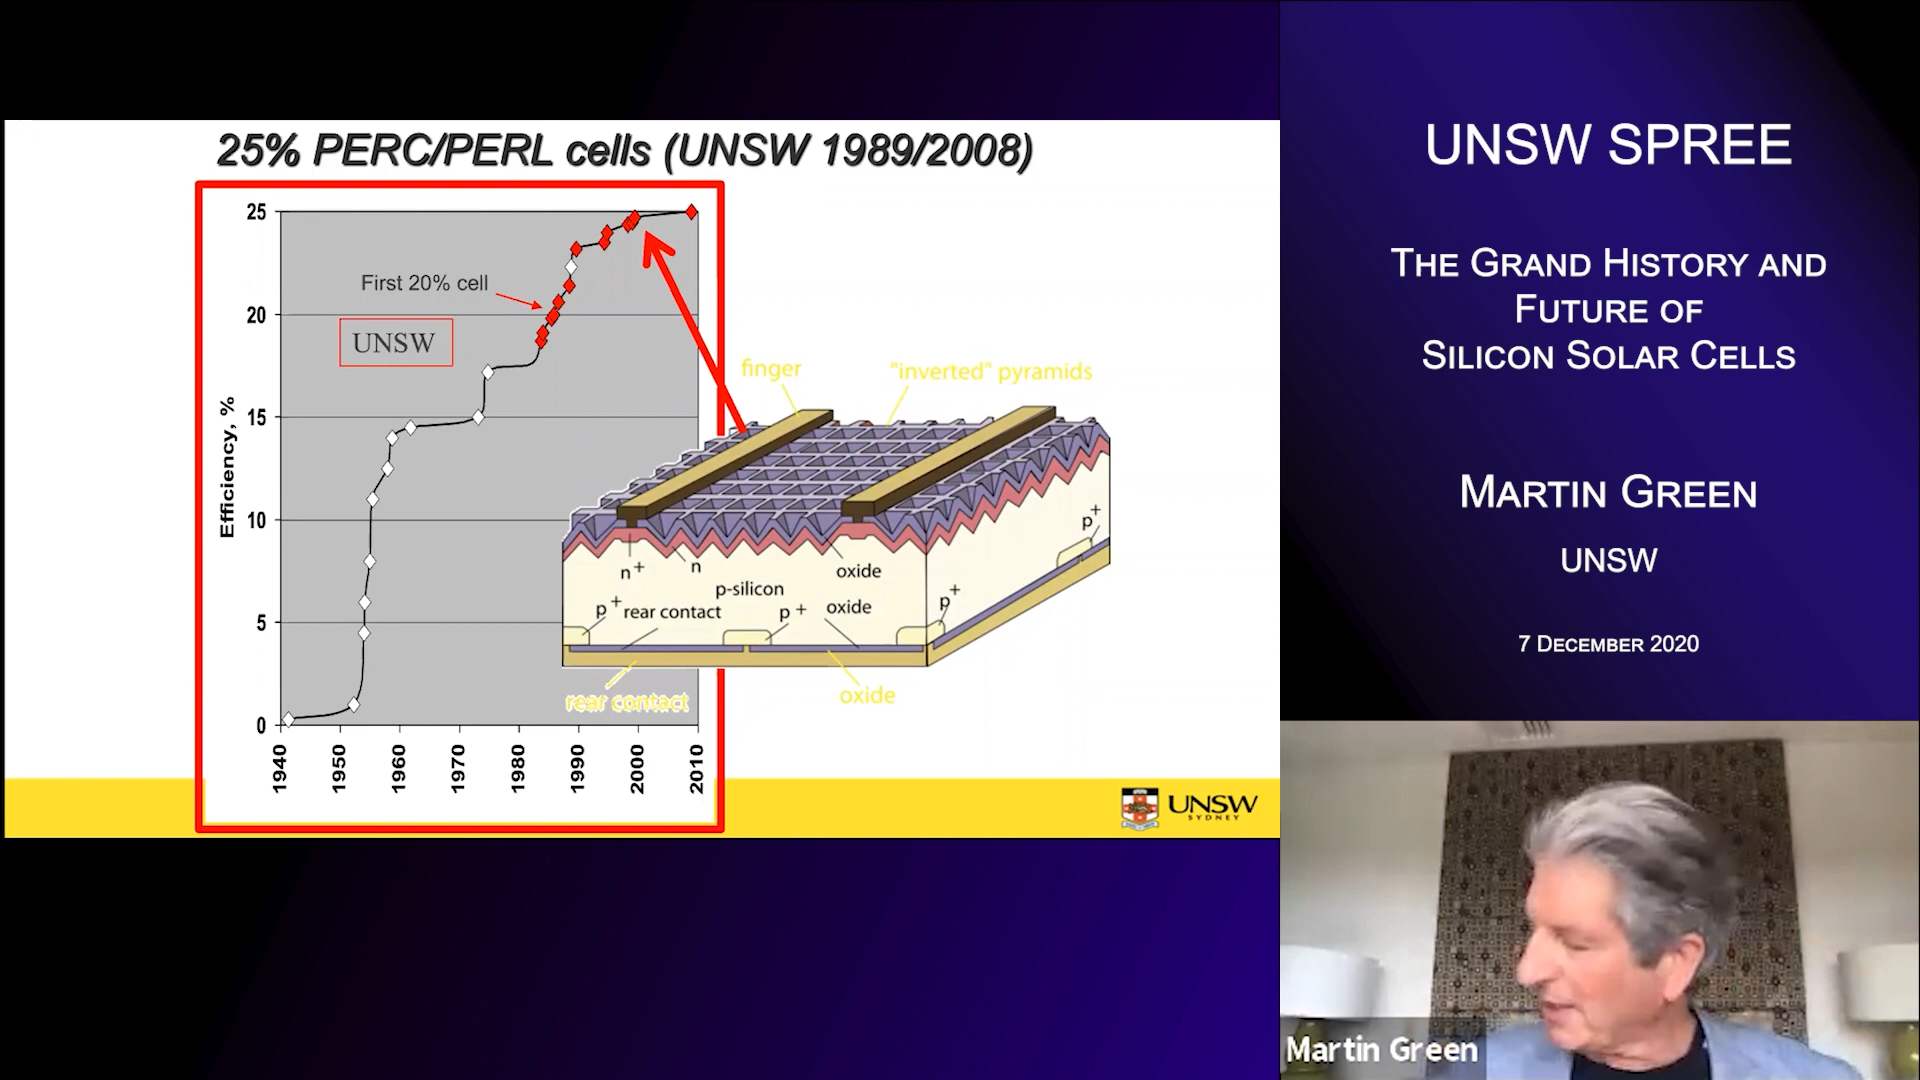 25% PERC/PERL cells (UNSW 1989/2008)
25
20
15
10
5
0
Efficiency, %
1940
1950
1960
1970
1980
1990
2000
2010
First 20% cell
UNSW
finger
"inverted" pyramids
n+
n
oxide
p-silicon
p+
rear contact
p+
oxide
p+
p+
rear contact
oxide
UNSW
SYDNEY
UNSW SPREE
The Grand History and
Future of
Silicon Solar Cells
Martin Green
UNSW
7 December 2020
Martin Green